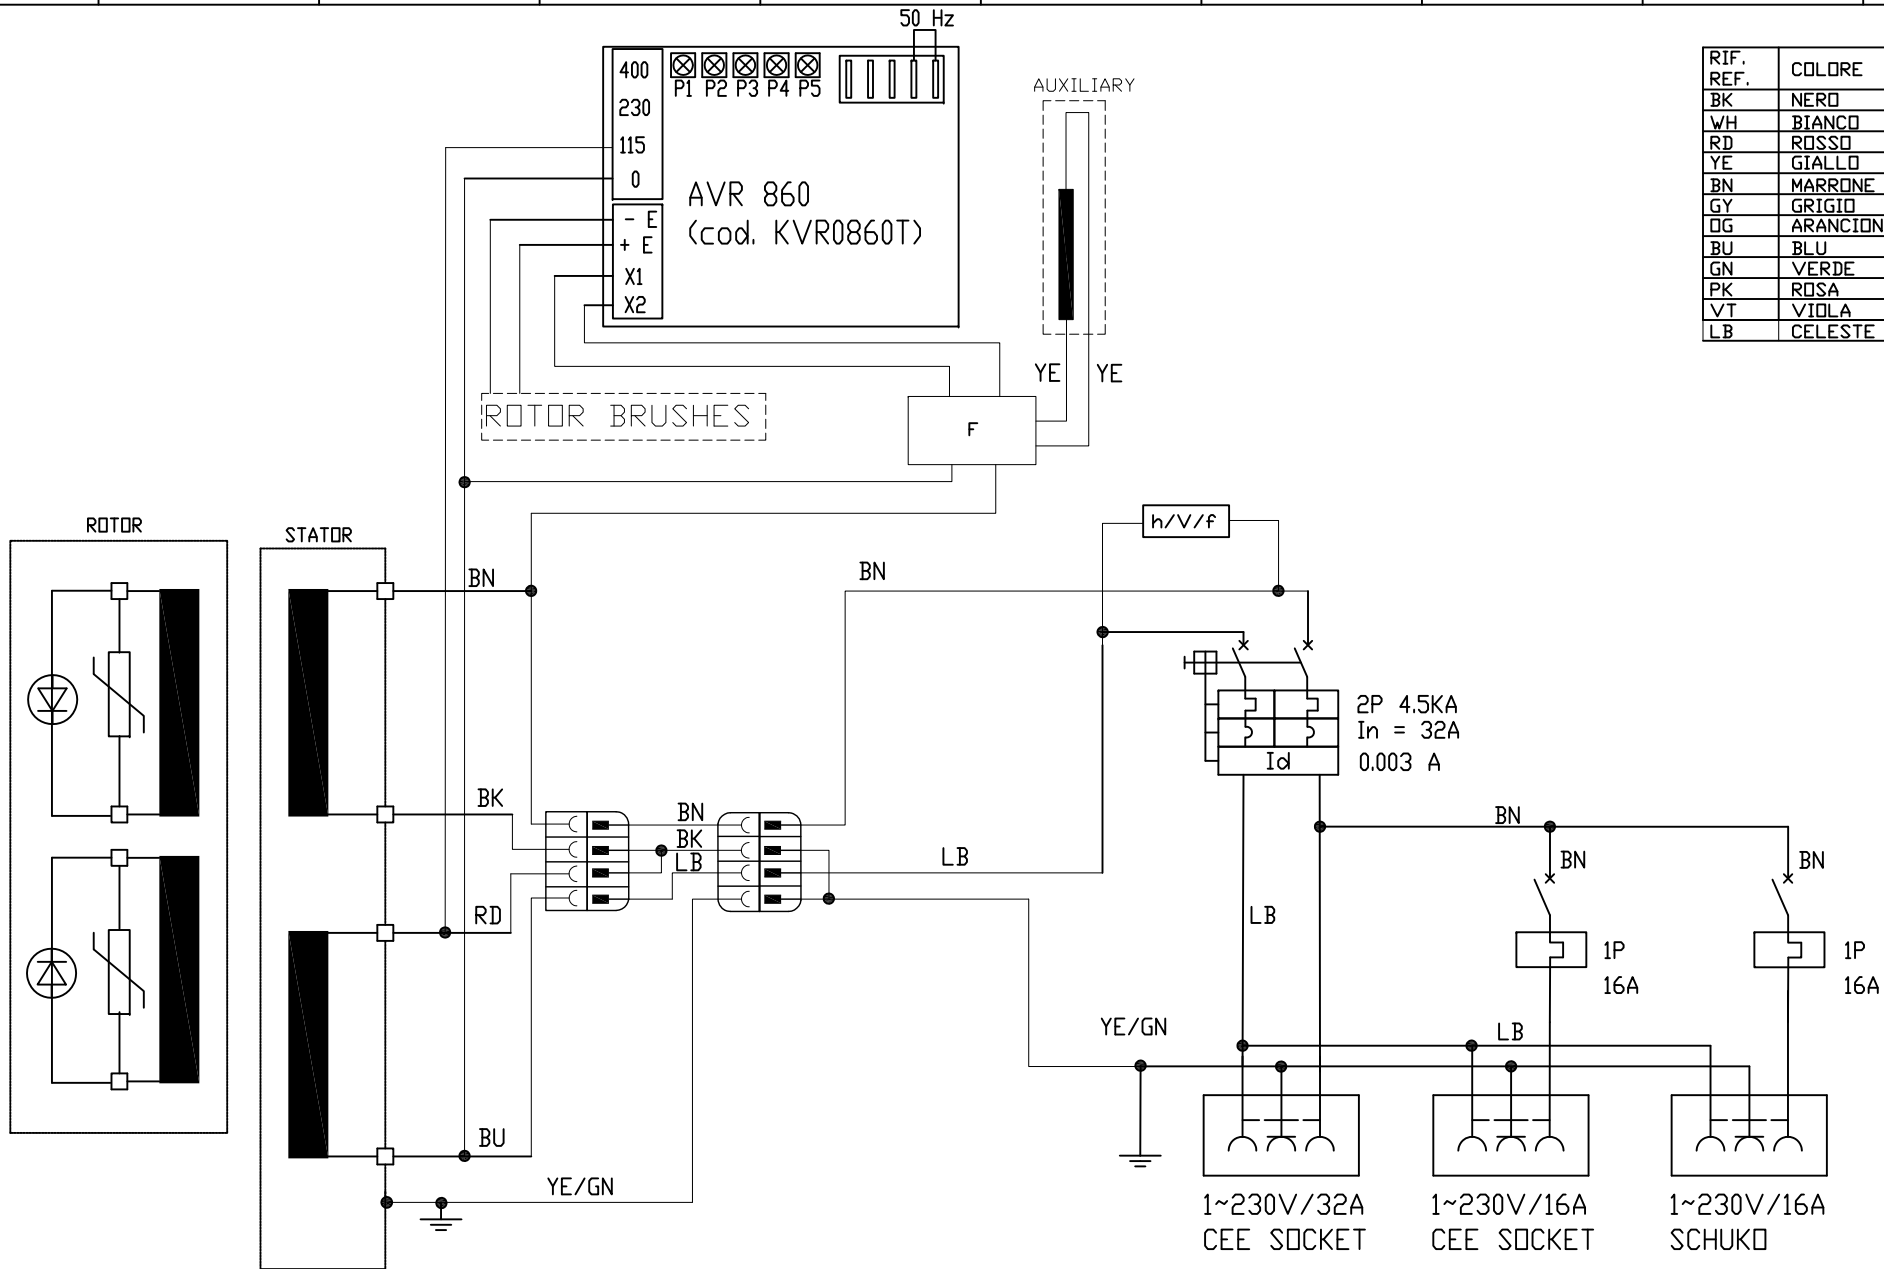 50 Hz
400
230
115
0
- E
+ E
X1
X2
P1 P2 P3 P4 P5
AVR 860
(cod. KVR0860T)
AUXILIARY
YE YE
RIF. COLORE
REF.
BK NERO
WH BIANCO
RD ROSSO
YE GIALLO
BN MARRONE
GY GRIGIO
OG ARANCION
BU BLU
GN VERDE
PK ROSA
VT VIOLA
LB CELESTE
ROTOR BRUSHES
F
ROTOR
STATOR
h/V/f
BN
BN
2P 4.5KA
In = 32A
Id 0.003 A
BK
BN
BK
LB
LB
BN
BN
BN
RD
LB
1P
16A
1P
16A
YE/GN
LB
BU
YE/GN
1~230V/32A
CEE SOCKET
1~230V/16A
CEE SOCKET
1~230V/16A
SCHUKO